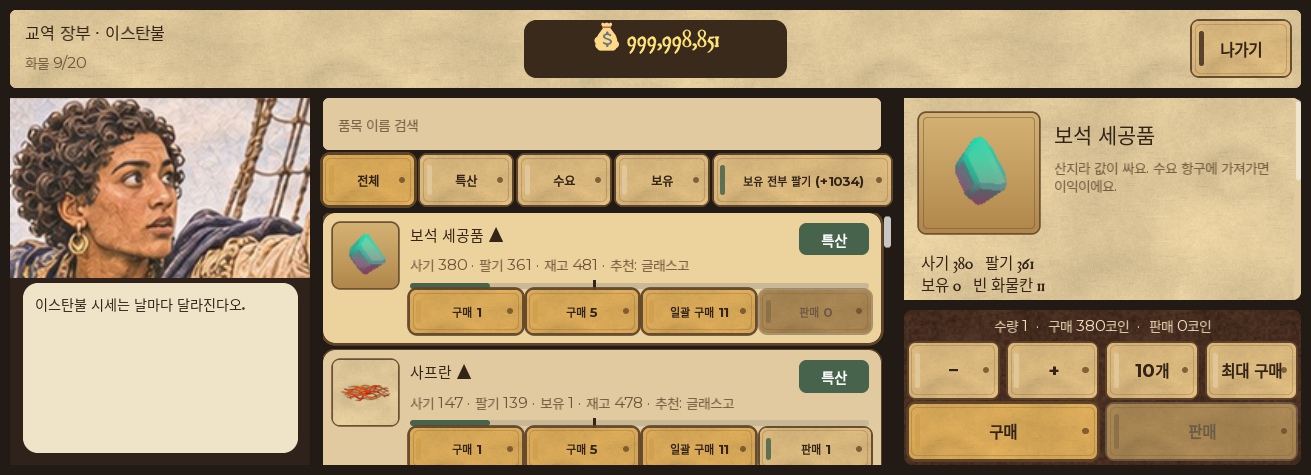 교역 장부 · 이스탄불
화물 9/20
999,998,851
나가기
이스탄불 시세는 날마다 달라진다오.
품목 이름 검색
전체
특산
수요
보유
보유 전부 팔기 (+1034)
보석 세공품 ▲
특산
사기 380 · 팔기 361 · 재고 481 · 추천: 글래스고
구매 1
구매 5
일괄 구매 11
판매 0
사프란 ▲
특산
사기 147 · 팔기 139 · 보유 1 · 재고 478 · 추천: 글래스고
구매 1
구매 5
일괄 구매 11
판매 1
보석 세공품
산지라 값이 싸요. 수요 항구에 가져가면
이익이에요.
사기 380 팔기 361
보유 0 빈 화물칸 11
수량 1 · 구매 380코인 · 판매 0코인
−
+
10개
최대 구매
구매
판매